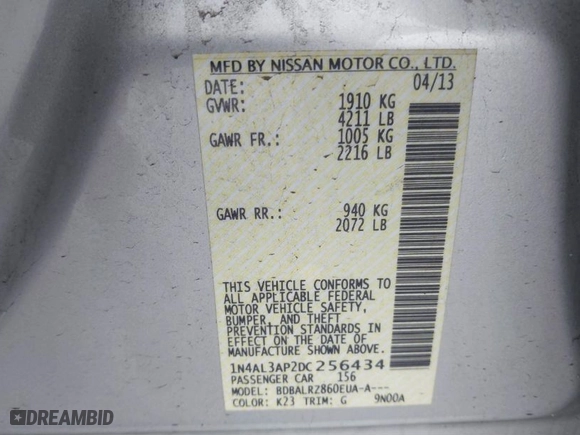 MFD BY NISSAN MOTOR CO., LTD.
DATE: 04/13
GVWR: 1910 KG
4211 LB
GAWR FR.: 1005 KG
2216 LB
GAWR RR.: 940 KG
2072 LB
THIS VEHICLE CONFORMS TO
ALL APPLICABLE FEDERAL
MOTOR VEHICLE SAFETY,
BUMPER, AND THEFT
PREVENTION STANDARDS IN
EFFECT ON THE DATE OF
MANUFACTURE SHOWN ABOVE.
1N4AL3AP2DC256434
PASSENGER CAR 156
MODEL: BDBALRZ860EUA-A---
COLOR: K23 TRIM: G 9N00A
EPICVIN.COM